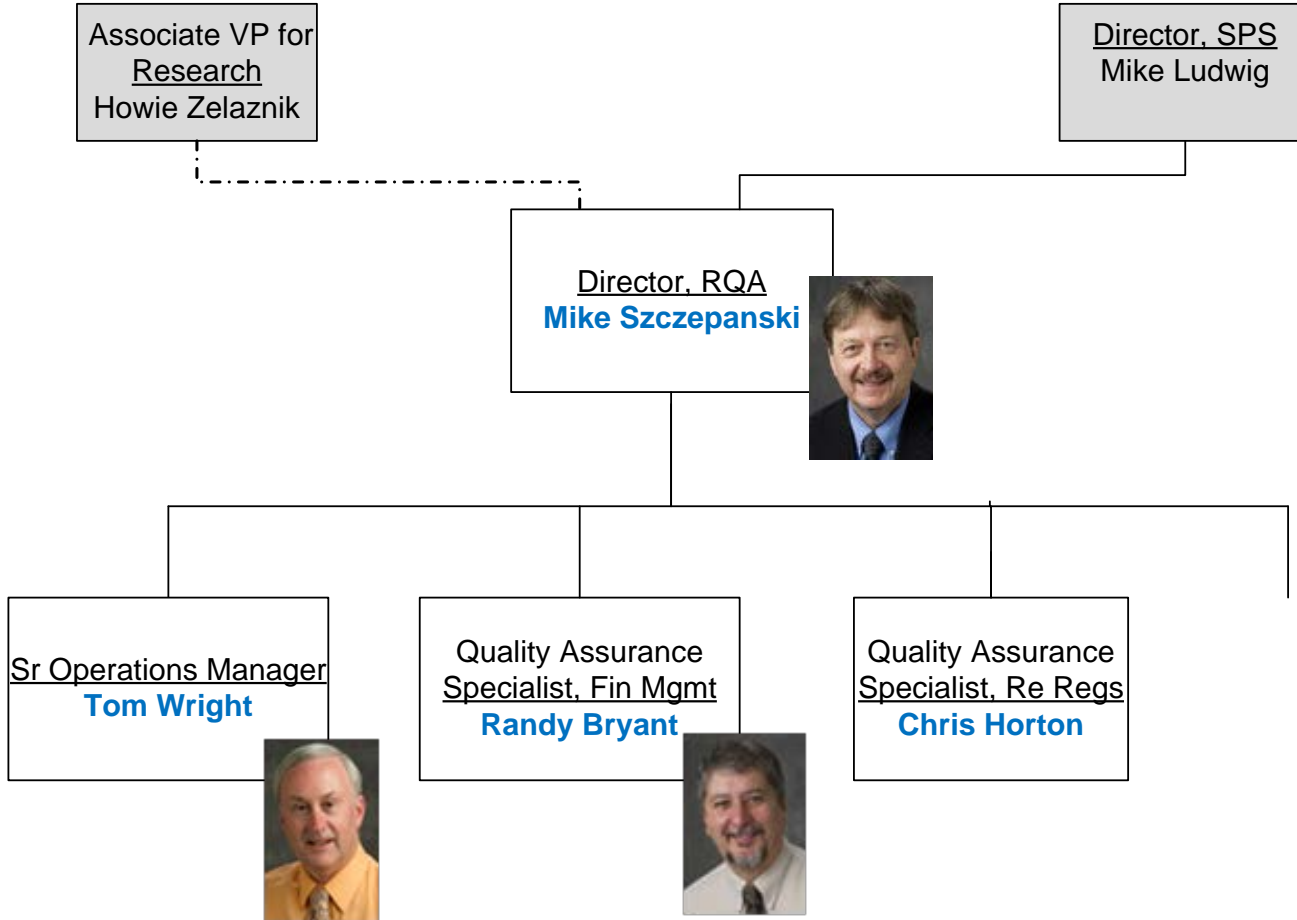 Associate VP for
Research
Howie Zelaznik
Director, SPS
Mike Ludwig
Director, RQA
Mike Szczepanski
Sr Operations Manager
Tom Wright
Quality Assurance
Specialist, Fin Mgmt
Randy Bryant
Quality Assurance
Specialist, Re Regs
Chris Horton